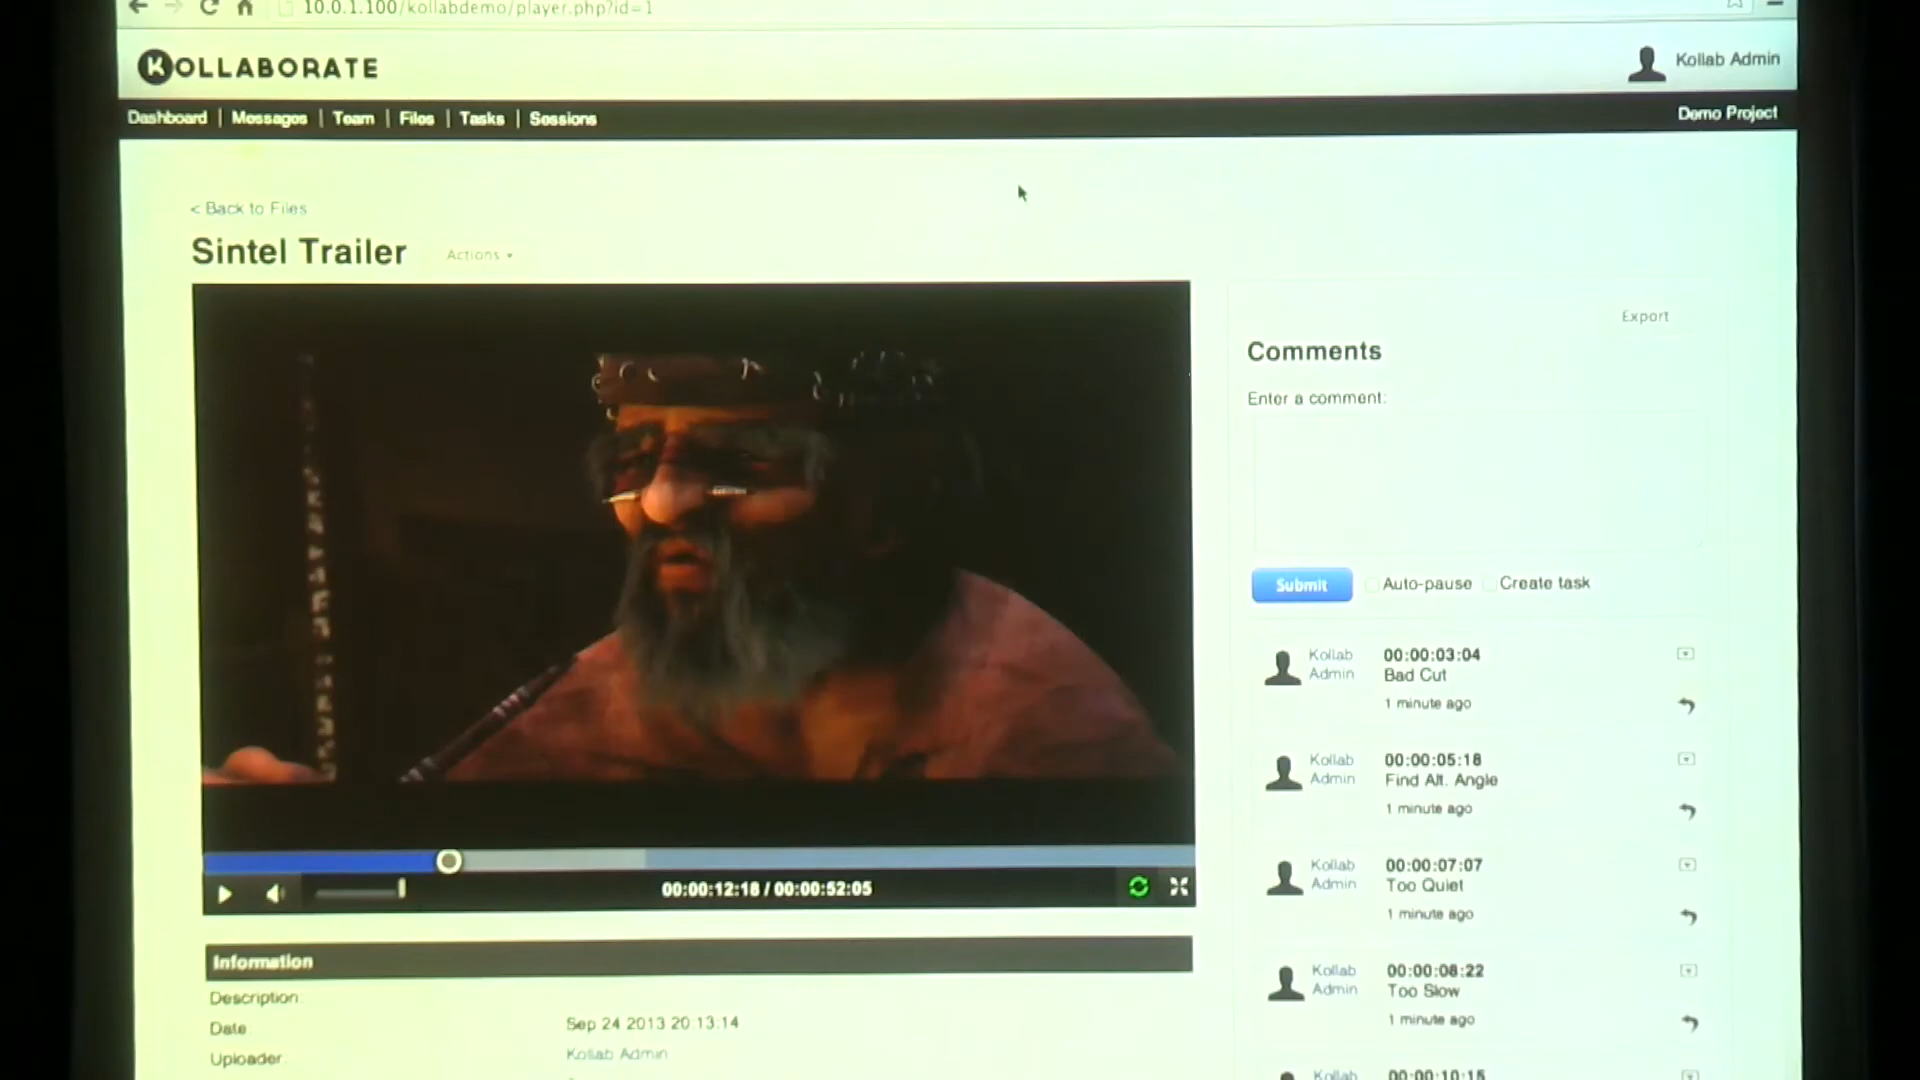 10.0.1.100/kollabdemo/player.php?id=1
KOLLABORATE
Kollab Admin
Dashboard | Messages | Team | Files | Tasks | Sessions
Demo Project
< Back to Files
Sintel Trailer
Actions
Export
Comments
Enter a comment:
Submit
Auto-pause
Create task
Kollab Admin
00:00:03:04
Bad Cut
1 minute ago
Kollab Admin
00:00:05:18
Find Alt. Angle
1 minute ago
Kollab Admin
00:00:07:07
Too Quiet
1 minute ago
Kollab Admin
00:00:08:22
Too Slow
1 minute ago
Kollab
00:00:10:15
00:00:12:18 / 00:00:52:05
Information
Description
Date
Sep 24 2013 20:13:14
Uploader
Kollab Admin